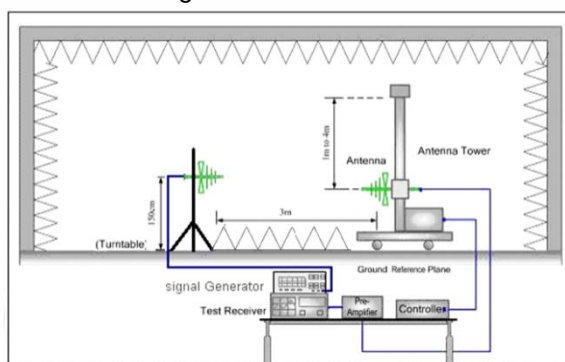 1m to 4m
Antenna Tower
Antenna
150cm
3m
(Turntable)
Ground Reference Plane
signal Generator
Test Receiver
Pre-
Amplifier
Controller